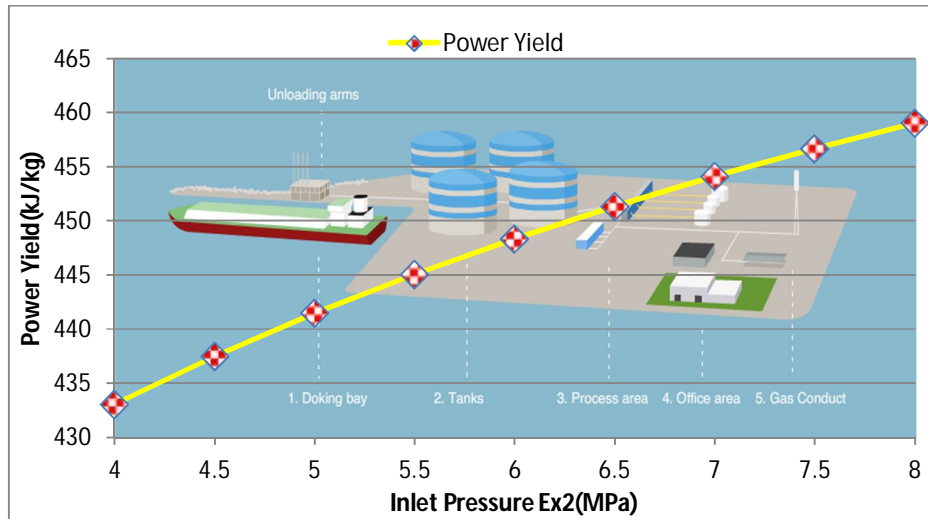 Power Yield
465
460
455
450
445
440
435
430
Power Yield(kJ/kg)
Unloading arms
1. Doking bay
2. Tanks
3. Process area
4. Office area
5. Gas Conduct
4
4.5
5
5.5
6
6.5
7
7.5
8
Inlet Pressure Ex2(MPa)